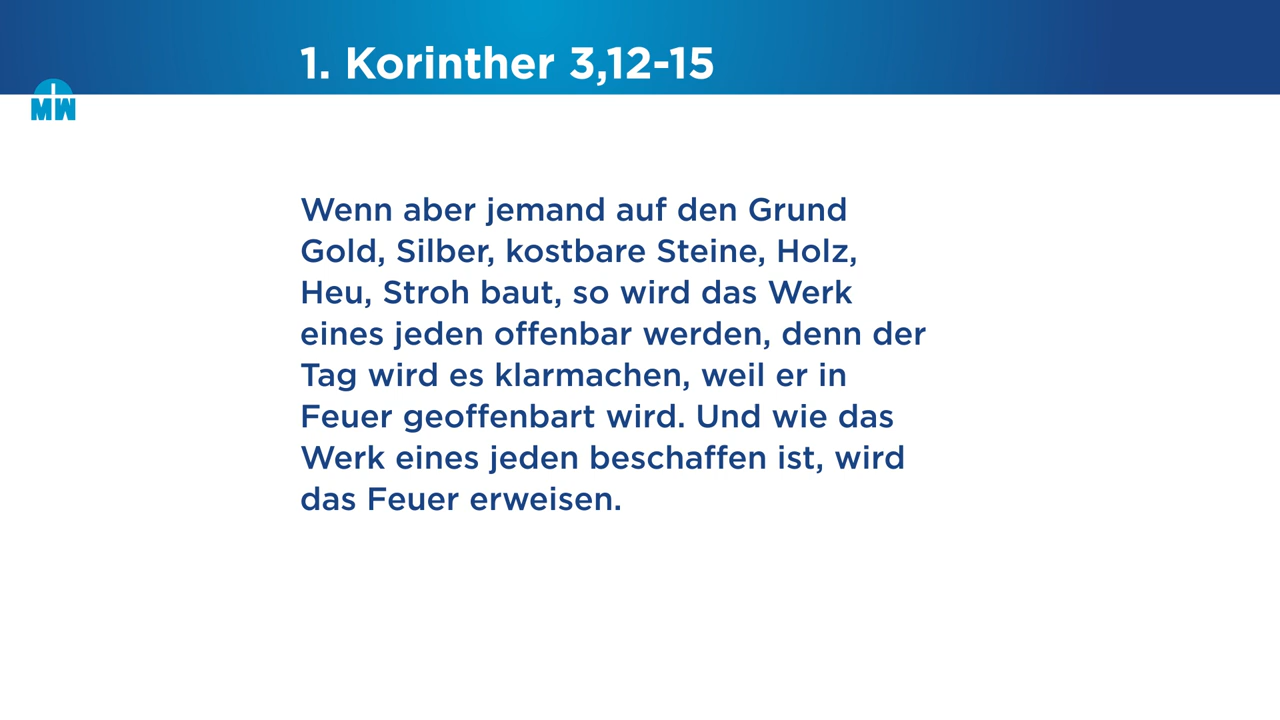 1. Korinther 3,12-15
MW
Wenn aber jemand auf den Grund
Gold, Silber, kostbare Steine, Holz,
Heu, Stroh baut, so wird das Werk
eines jeden offenbar werden, denn der
Tag wird es klarmachen, weil er in
Feuer geoffenbart wird. Und wie das
Werk eines jeden beschaffen ist, wird
das Feuer erweisen.